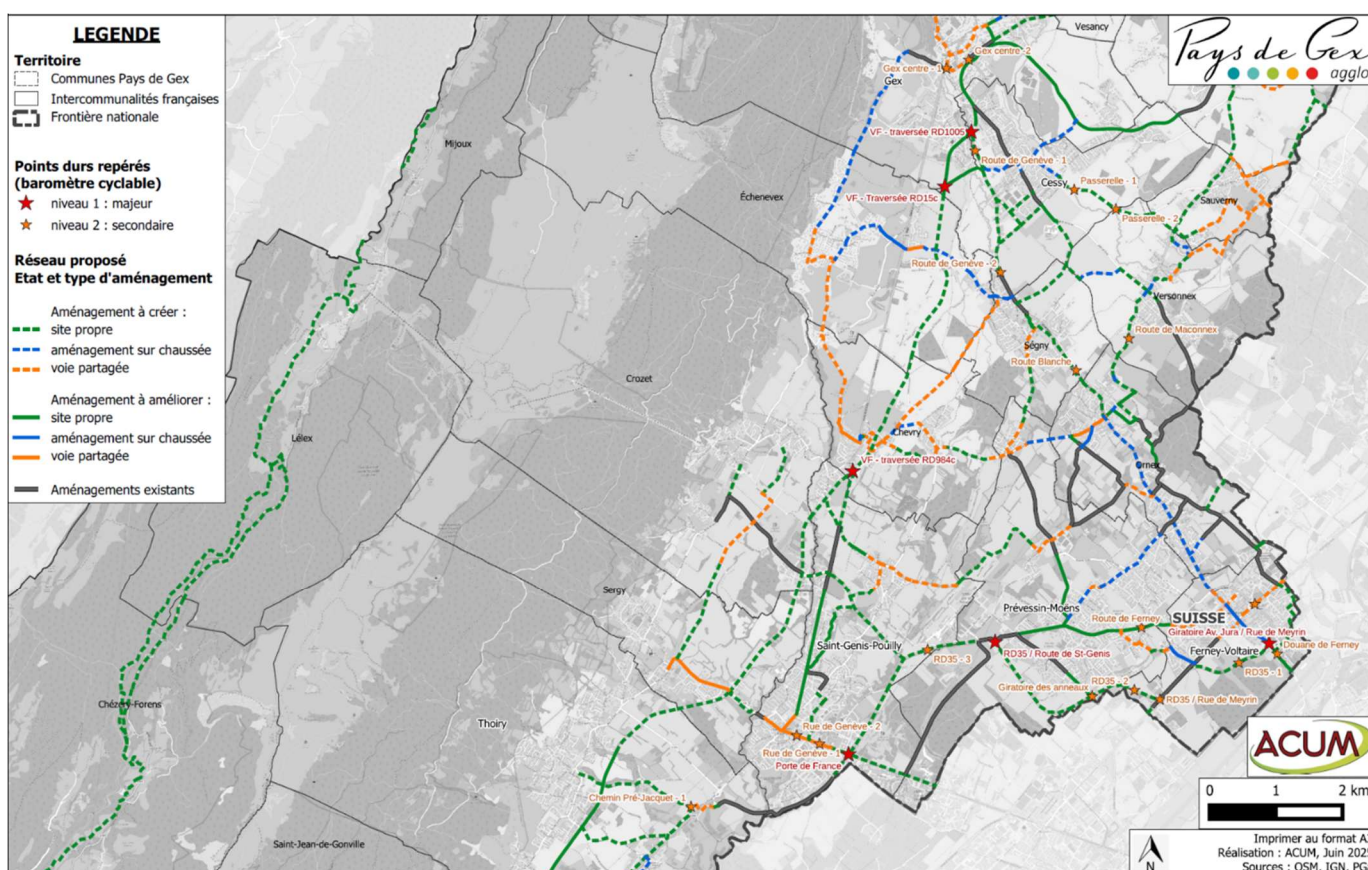 LEGENDE
Territoire
Communes Pays de Gex
Intercommunalités françaises
Frontière nationale
Points durs repérés
(baromètre cyclable)
niveau 1 : majeur
niveau 2 : secondaire
Réseau proposé
Etat et type d'aménagement
Aménagement à créer :
site propre
aménagement sur chaussée
voie partagée
Aménagement à améliorer :
site propre
aménagement sur chaussée
voie partagée
Aménagements existants
Pays de Gex
agglo
Vesancy
Gex centre - 2
Gex centre - 1
Gex
Mijoux
VF - traversée RD1005
Route de Genève - 1
Échenevex
Cessy
Passerelle - 1
VF - Traversée RD15c
Sauverny
Passerelle - 2
Route de Genève - 2
Versonnex
Route de Maconnex
Ségny
Route Blanche
Crozet
Lélex
Chevry
VF - traversée RD984c
Ornex
Sergy
Prévessin-Moëns
Route de Ferney
SUISSE
Giratoire Av. Jura / Rue de Meyrin
Saint-Genis-Pouilly
RD35 - 3
RD35 / Route de St-Genis
Ferney-Voltaire
Douane de Ferney
RD35 - 1
RD35 - 2
Giratoire des anneaux
RD35 / Rue de Meyrin
Chézery-Forens
Thoiry
Rue de Genève - 2
Rue de Genève - 1
Porte de France
Chemin Pré-Jacquet - 1
Saint-Jean-de-Gonville
ACUM
0 1 2 km
N
Imprimer au format
Réalisation : ACUM, Juin
Sources : OSM, IGN,